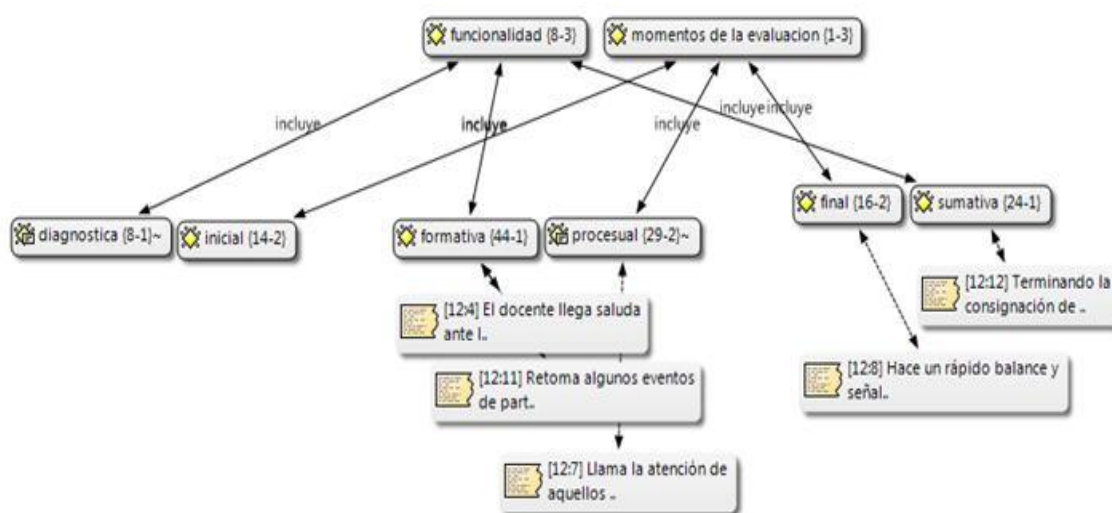 funcionalidad {8-3}
momentos de la evaluacion {1-3}
incluye
incluye
incluye
incluye
incluye
diagnostica {8-1}~
inicial {14-2}
formativa {44-1}
procesual {29-2}~
final {16-2}
sumativa {24-1}
[12:4] El docente llega saluda
ante l..
[12:11] Retoma algunos eventos
de part..
[12:7] Llama la atención de
aquellos ..
[12:12] Terminando la
consignación de ..
[12:8] Hace un rápido balance y
señal..